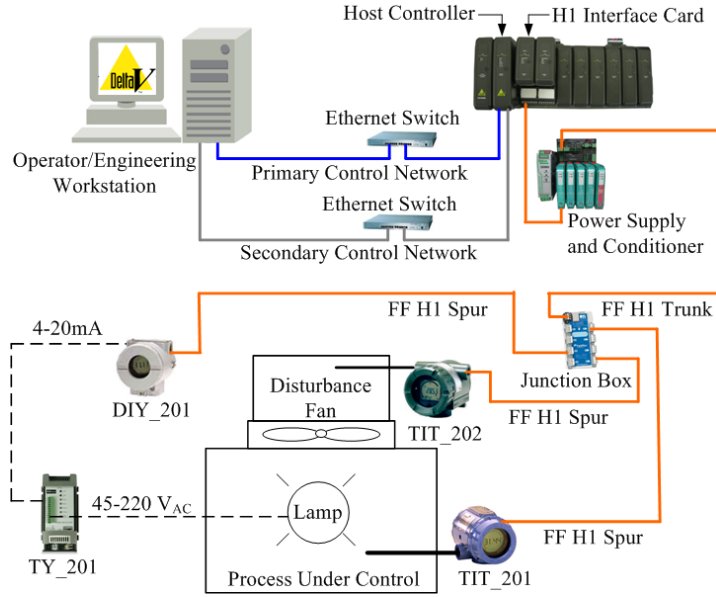 Host Controller
H1 Interface Card
DeltaV
Ethernet Switch
Operator/Engineering
Workstation
Primary Control Network
Ethernet Switch
Power Supply
and Conditioner
Secondary Control Network
4-20mA
FF H1 Spur
FF H1 Trunk
Disturbance
Fan
Junction Box
DIY_201
TIT_202
FF H1 Spur
45-220 VAC
Lamp
FF H1 Spur
TY_201
Process Under Control
TIT_201